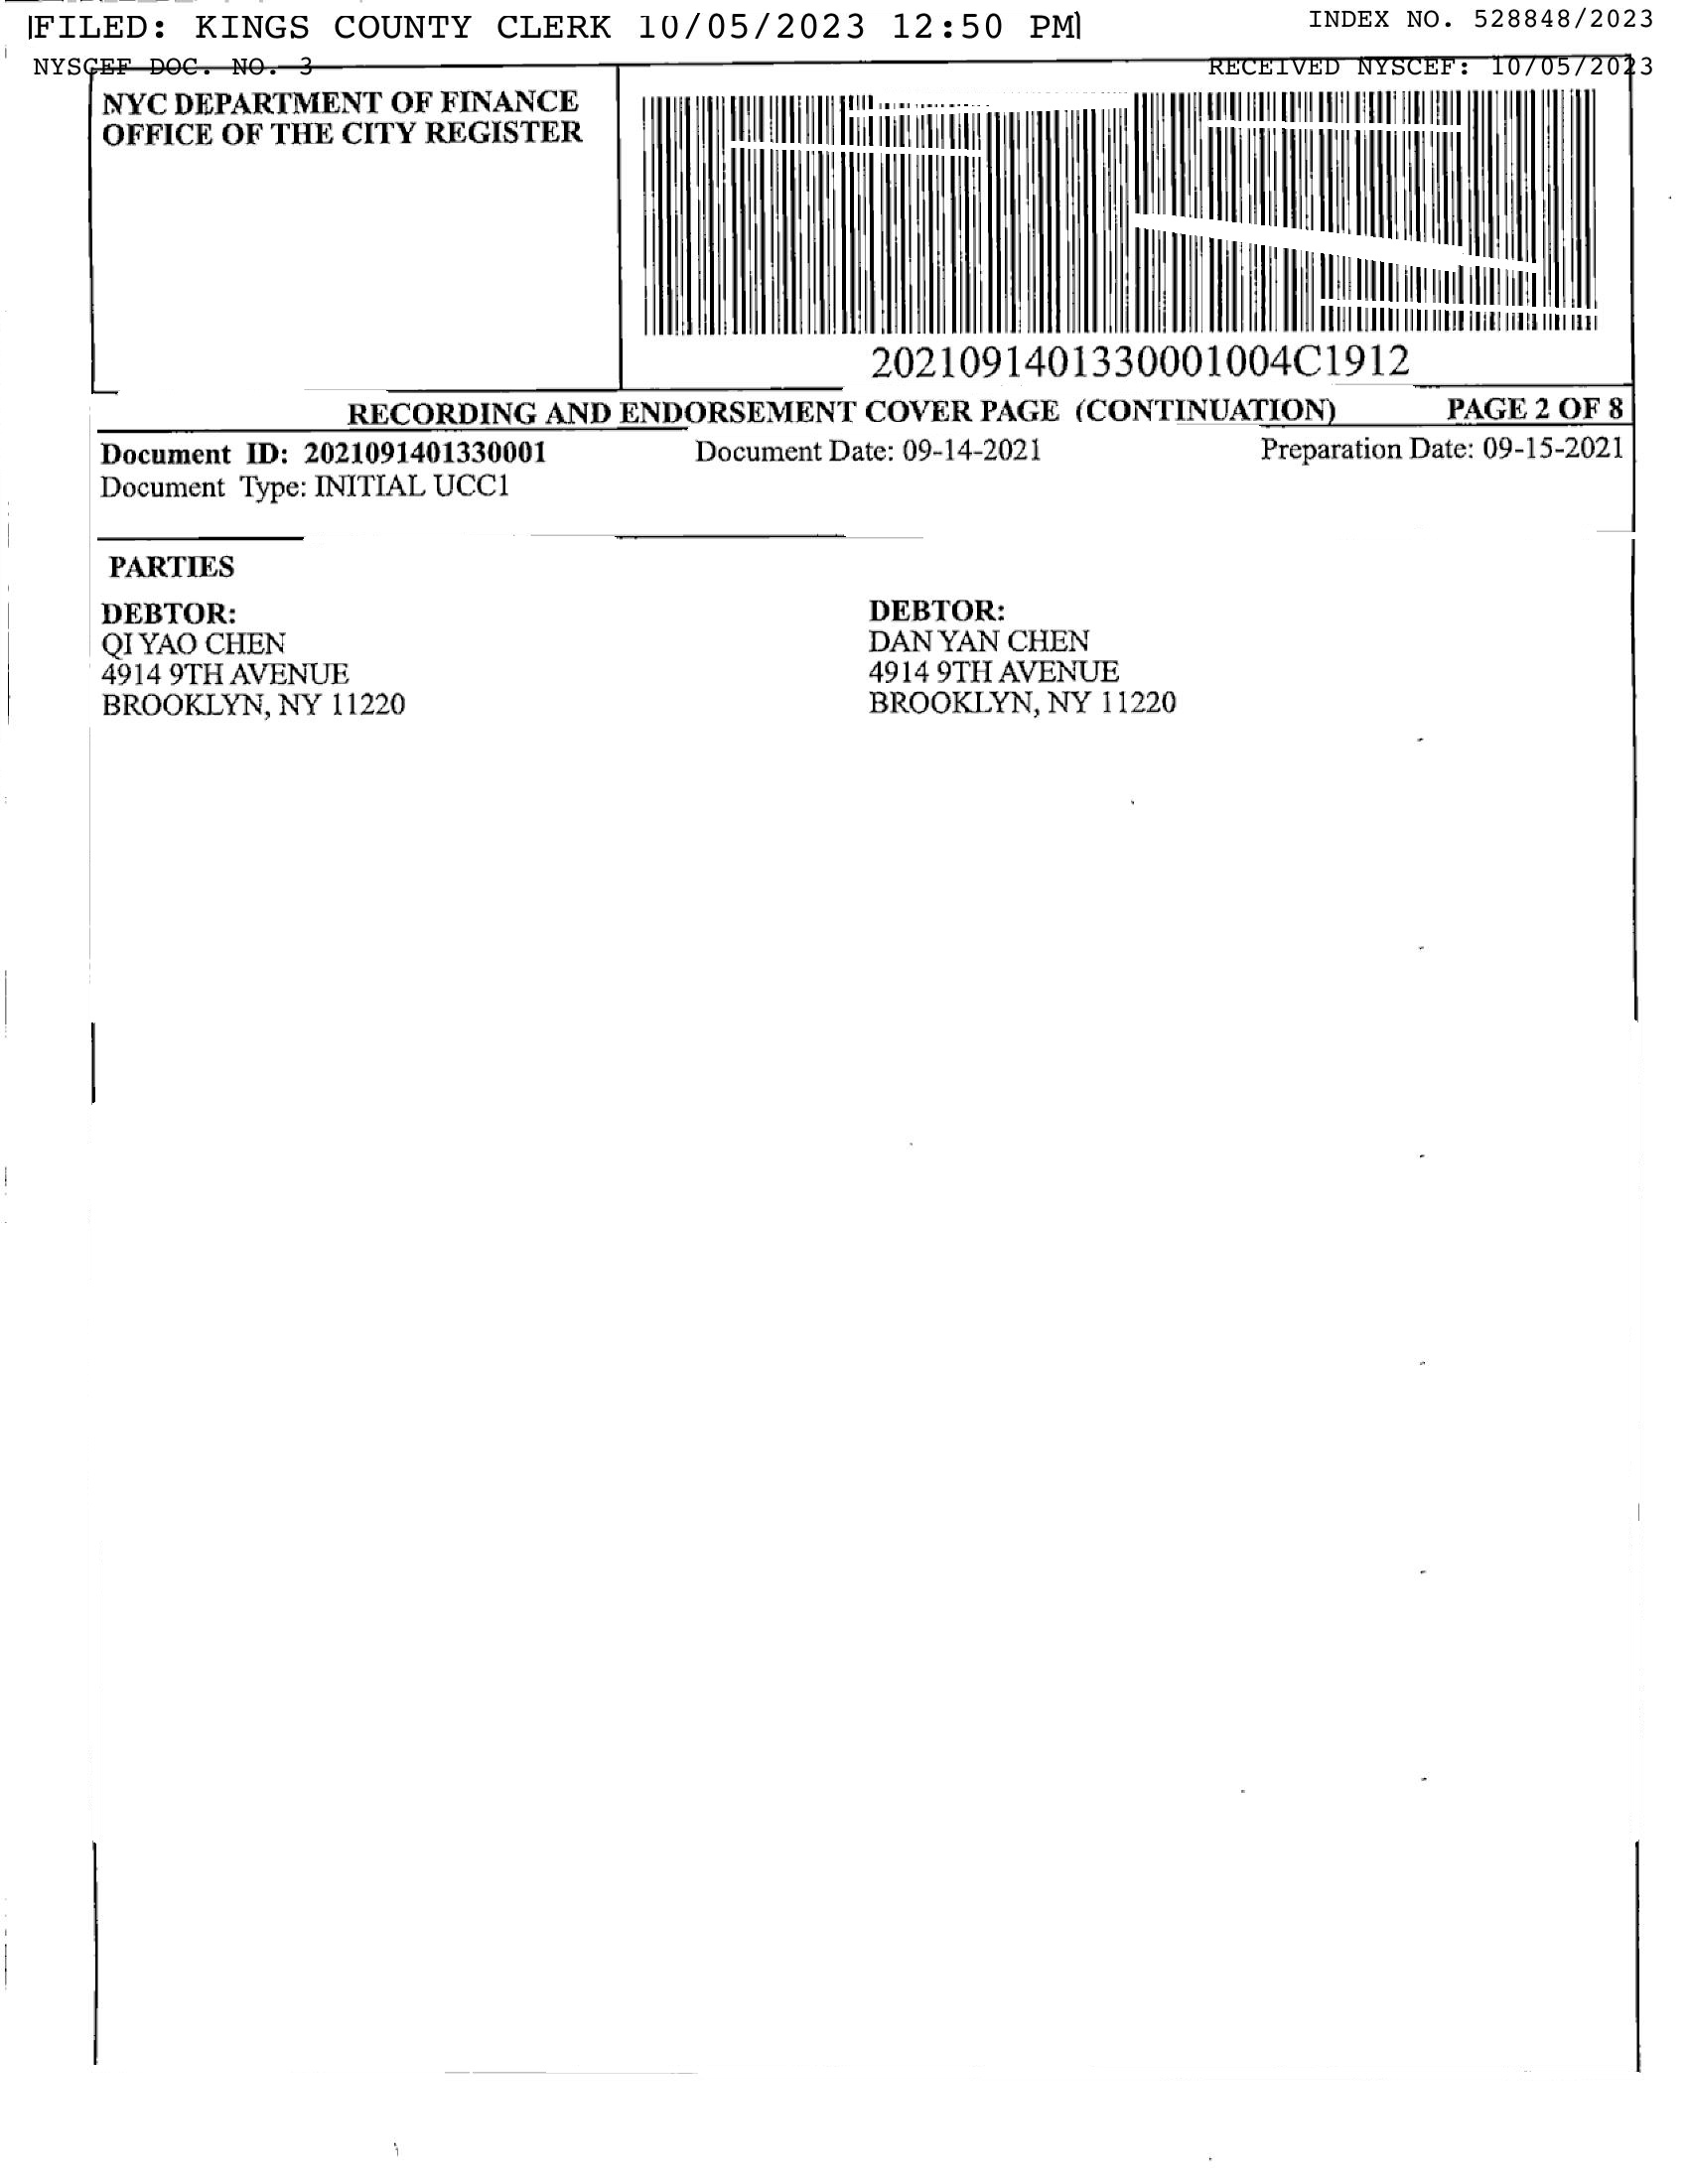 FILED: KINGS COUNTY CLERK 10/05/2023 12:50 PM
INDEX NO. 528848/2023
NYSCEF DOC. NO. 3
RECEIVED NYSCEF: 10/05/2023
NYC DEPARTMENT OF FINANCE
OFFICE OF THE CITY REGISTER
2021091401330001004C1912
RECORDING AND ENDORSEMENT COVER PAGE (CONTINUATION) PAGE 2 OF 8
Document ID: 2021091401330001 Document Date: 09-14-2021 Preparation Date: 09-15-2021
Document Type: INITIAL UCC1
PARTIES
DEBTOR:
QI YAO CHEN
4914 9TH AVENUE
BROOKLYN, NY 11220
DEBTOR:
DAN YAN CHEN
4914 9TH AVENUE
BROOKLYN, NY 11220